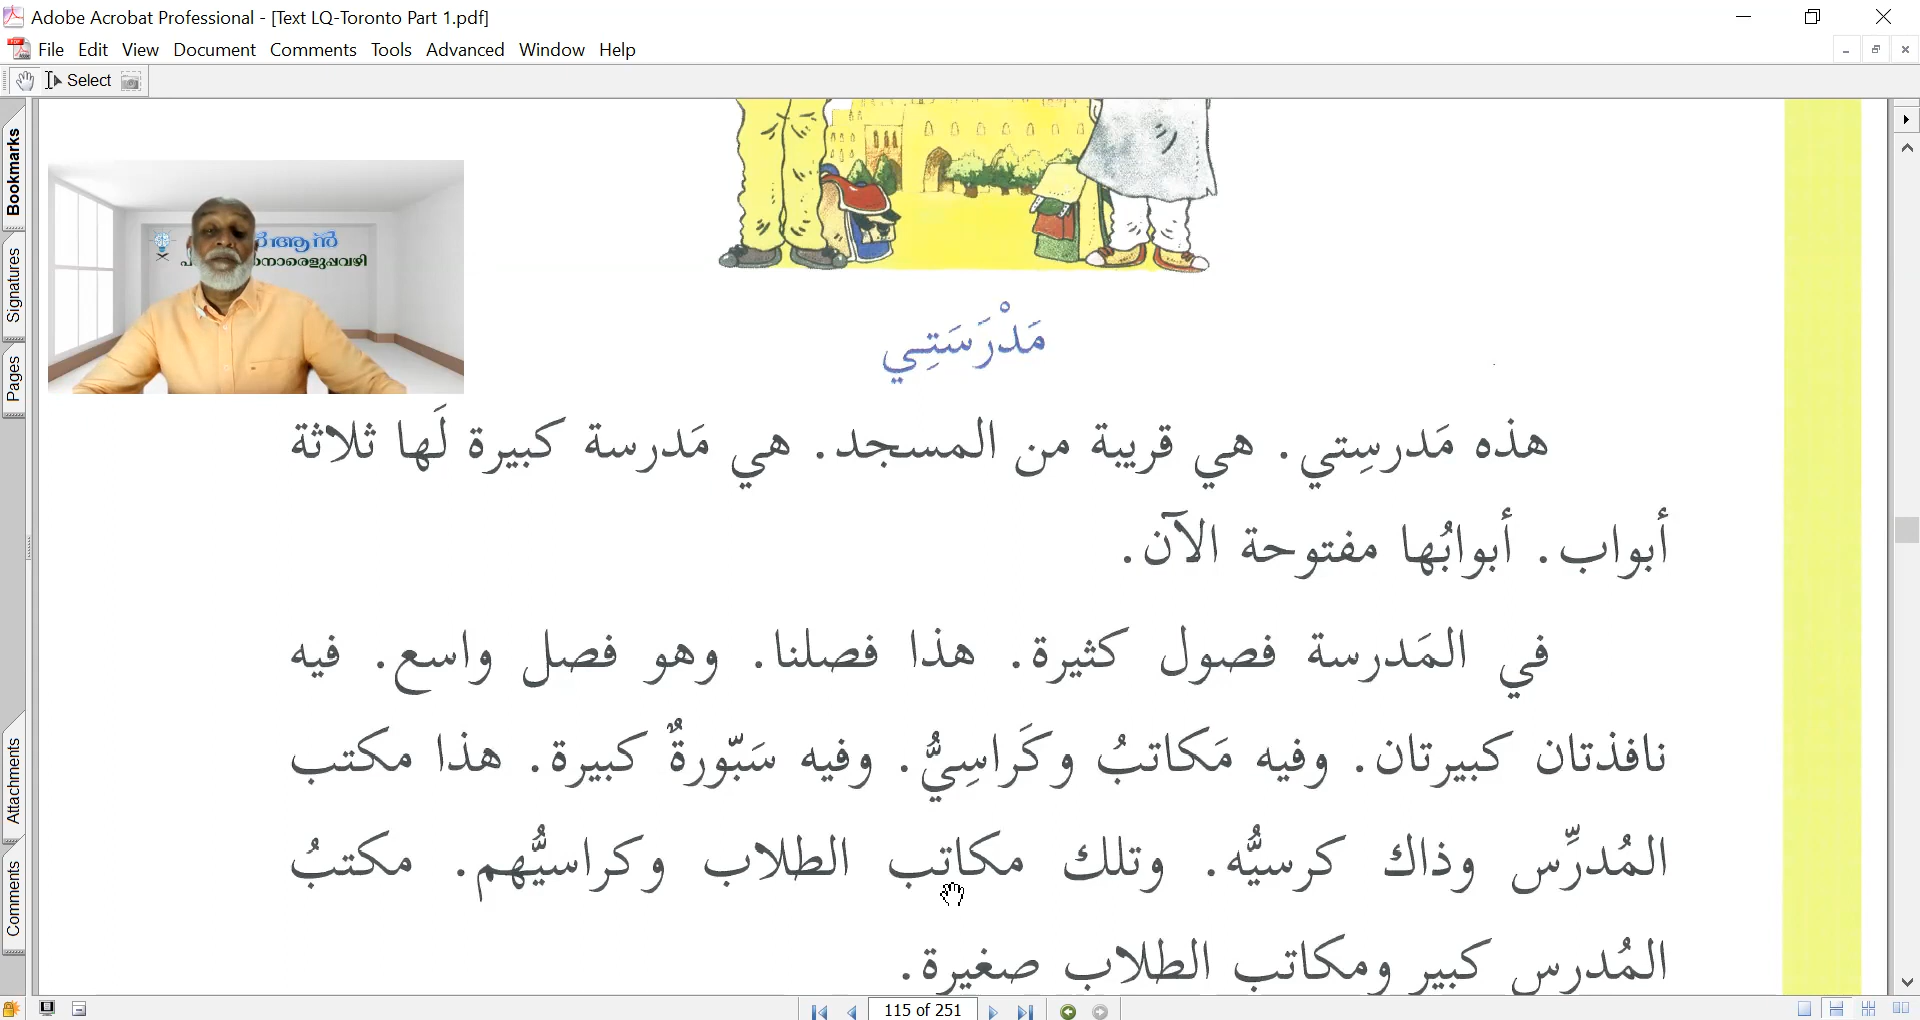 Adobe Acrobat Professional - [Text LQ-Toronto Part 1.pdf]
File Edit View Document Comments Tools Advanced Window Help
Select
Bookmarks
Signatures
Pages
Attachments
Comments
مَدْرَسَتِي
هذه مَدرسِتي. هي قريبة من المسجد. هي مَدرسة كبيرة لَها ثلاثة
أبواب. أبوابُها مفتوحة الآن.
في المَدرسة فصول كثيرة. هذا فصلنا. وهو فصل واسع. فيه
نافذتان كبيرتان. وفيه مَكاتبُ وكَراسِيُّ. وفيه سَبّورةٌ كبيرة. هذا مكتب
المُدرِّس وذاك كرسيُّه. وتلك مكاتِب الطلاب وكراسيُّهم. مكتبُ
المُدرس كبير ومكاتب الطلاب صغيرة.
115 of 251